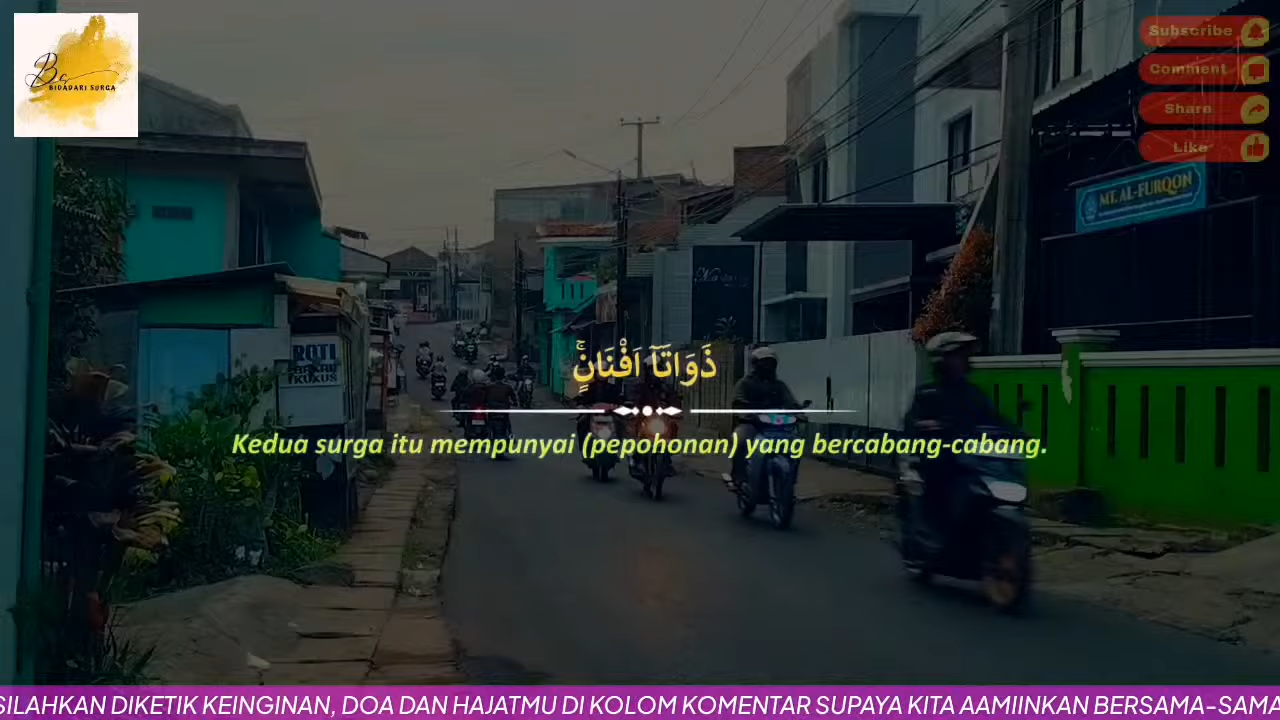 Bs
BIDADARI SURGA
Subscribe
Comment
Share
Like
MT. AL-FURQON
ROTI
ذَوَاتَآ اَفْنَانٍۚ
Kedua surga itu mempunyai (pepohonan) yang bercabang-cabang.
SILAHKAN DIKETIK KEINGINAN, DOA DAN HAJATMU DI KOLOM KOMENTAR SUPAYA KITA AAMIINKAN BERSAMA-SAMA